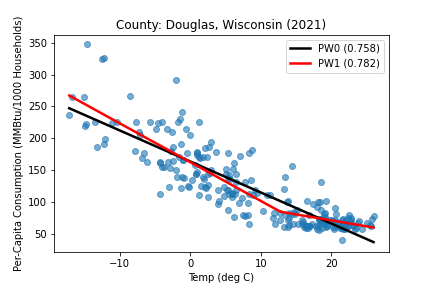 County: Douglas, Wisconsin (2021)
Per-Capita Consumption (MMBtu/1000 Households)
350
300
250
200
150
100
50
PW0 (0.758)
PW1 (0.782)
−10
0
10
20
Temp (deg C)